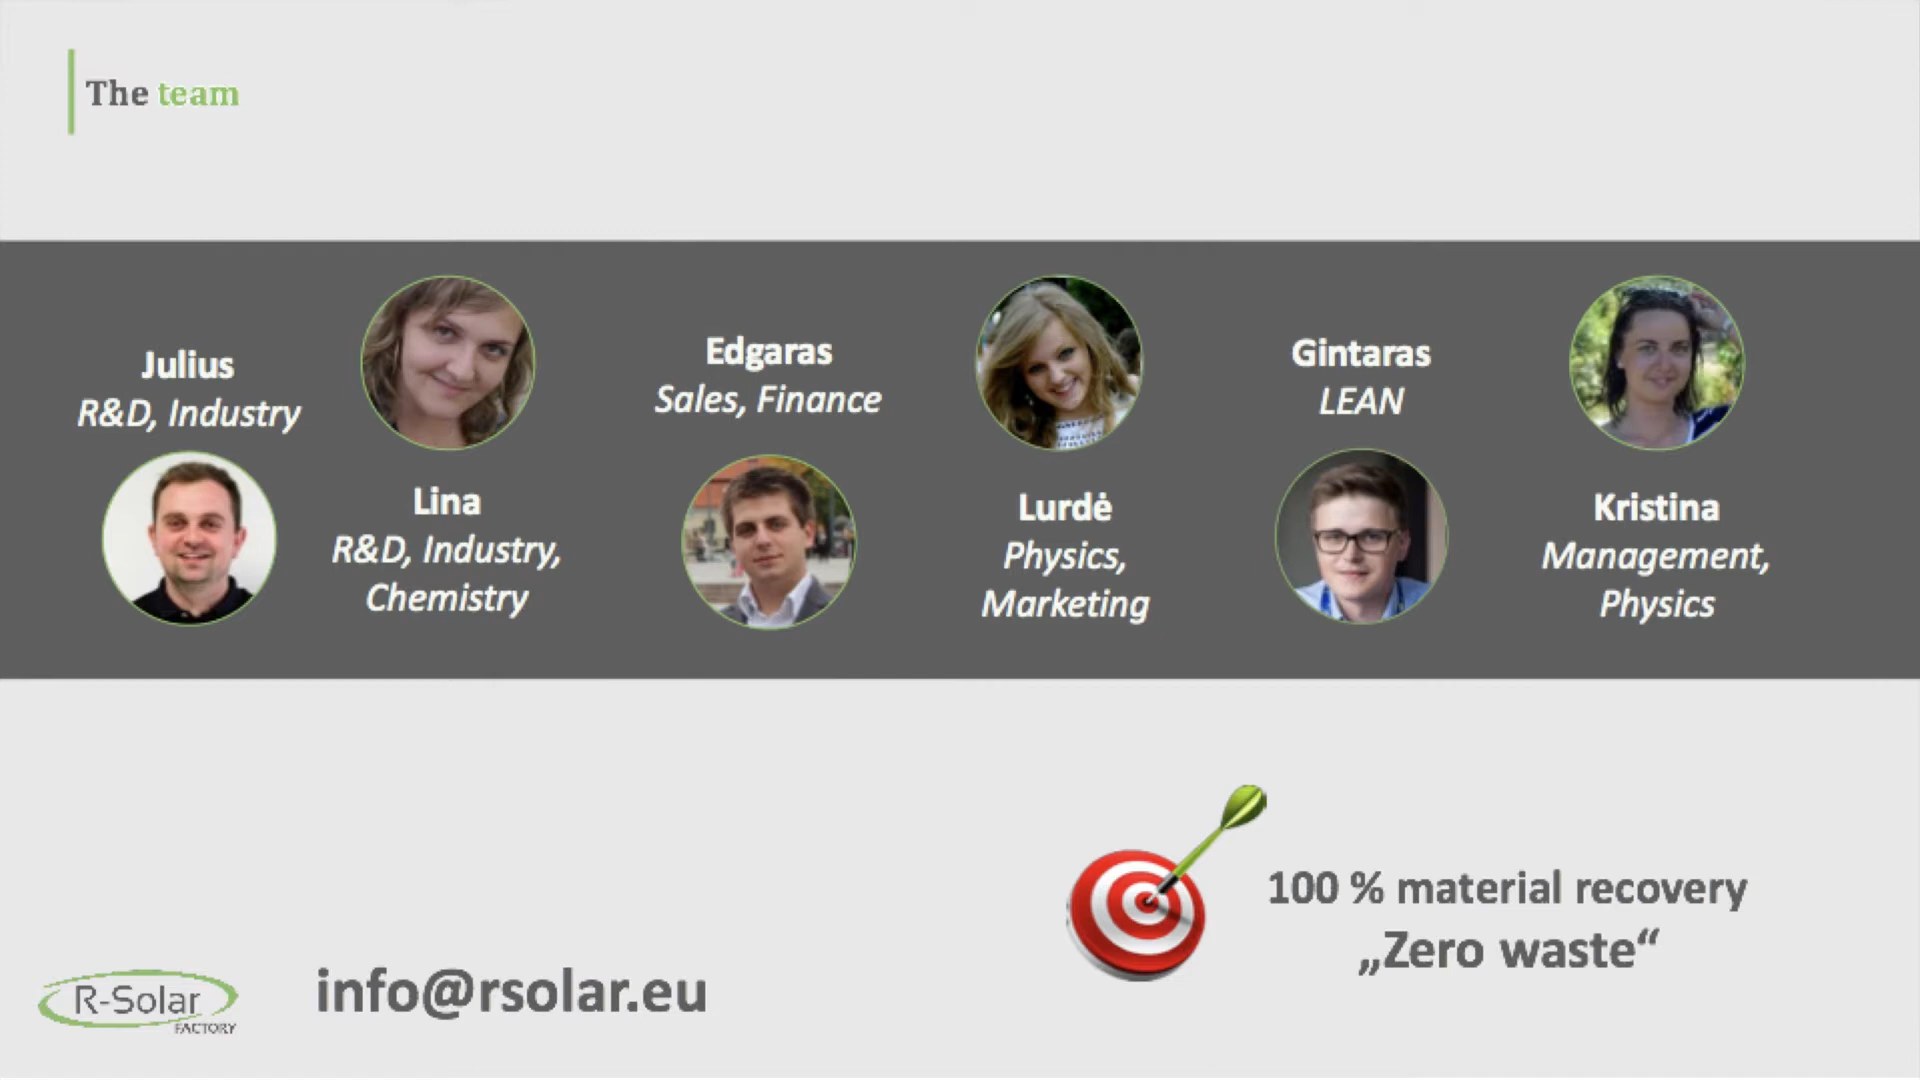 The team
Julius
R&D, Industry
Lina
R&D, Industry,
Chemistry
Edgaras
Sales, Finance
Lurdė
Physics,
Marketing
Gintaras
LEAN
Kristina
Management,
Physics
100 % material recovery
„Zero waste“
R-Solar
FACTORY
info@rsolar.eu